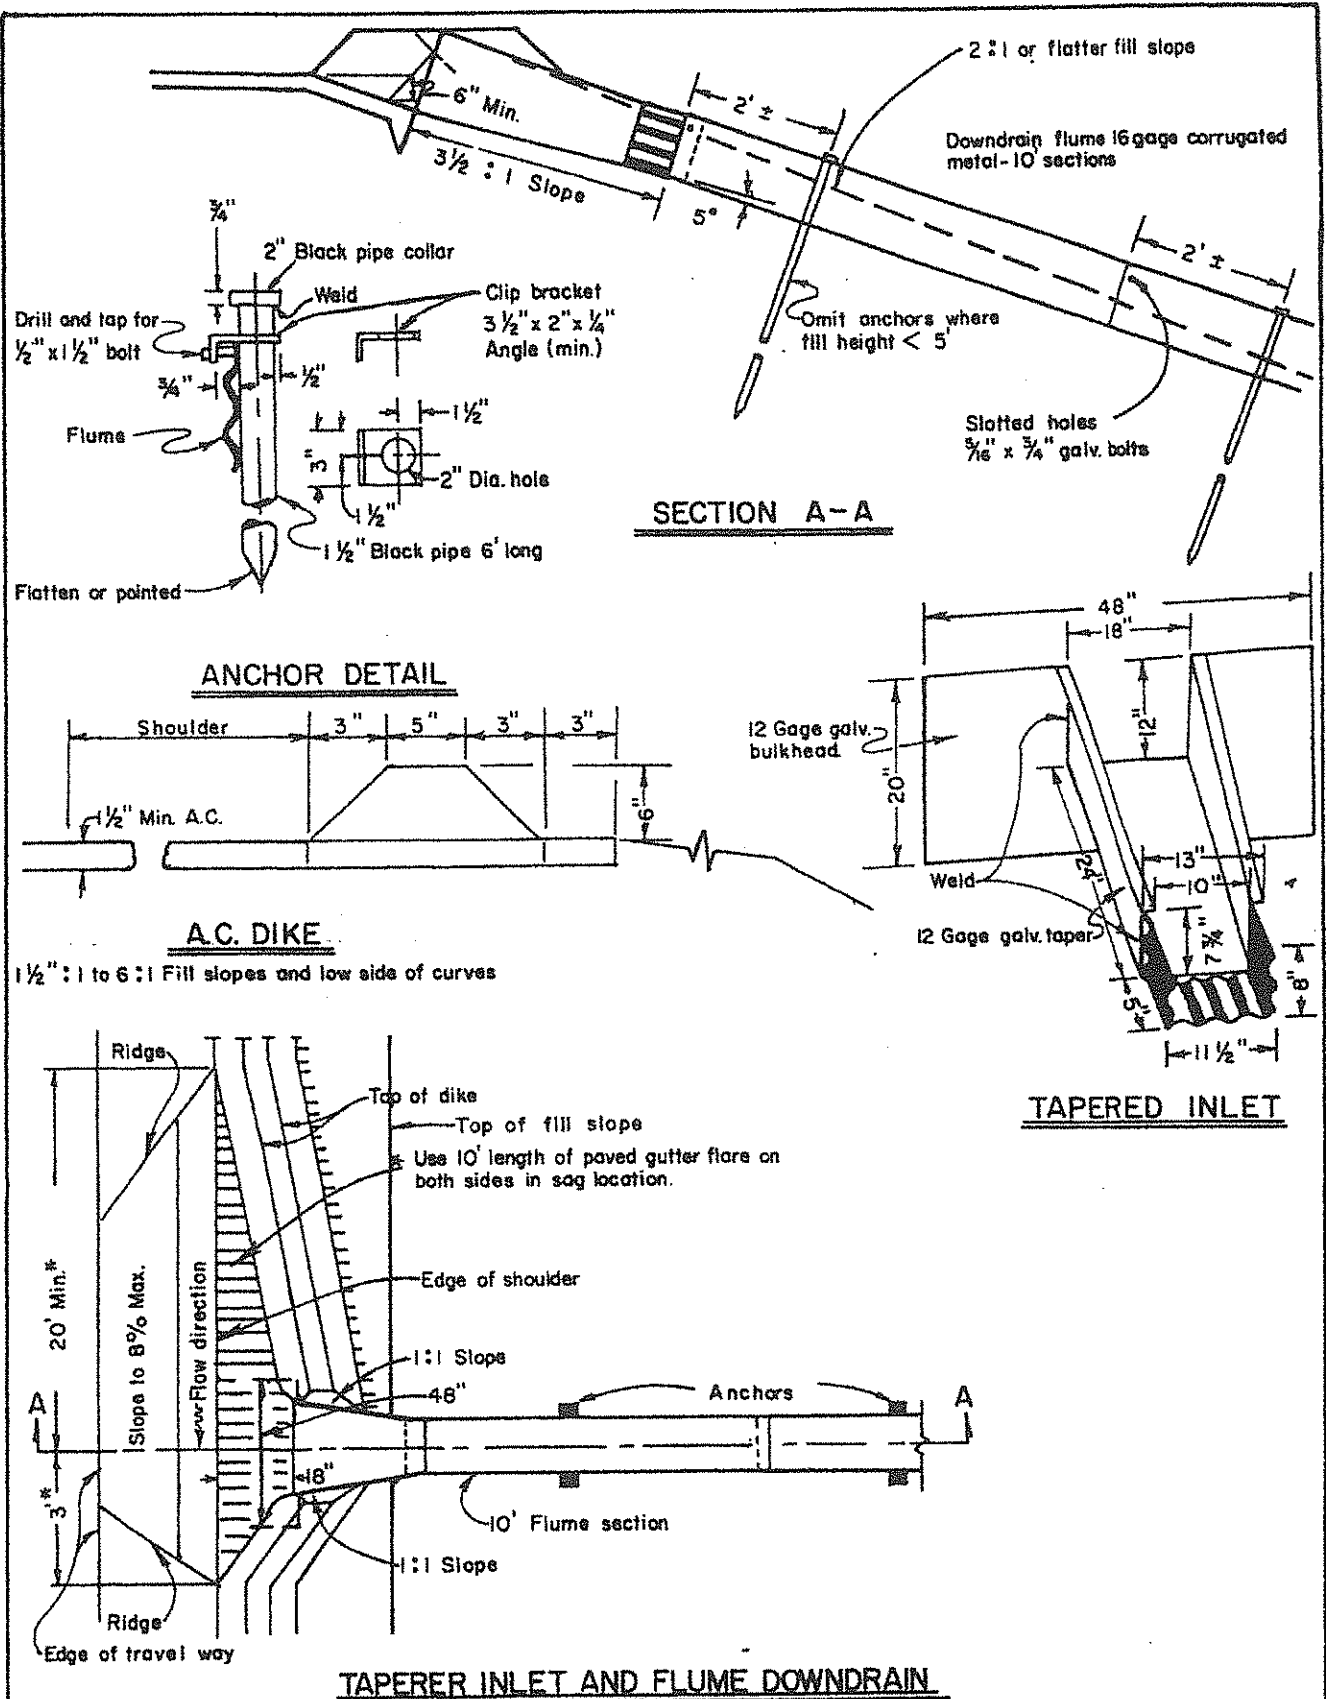 2:1 or flatter fill slope
6" Min.
2' ±
Downdrain flume 16 gage corrugated
metal-10' sections
3½ : 1 Slope
5°
2' ±
Omit anchors where
fill height < 5'
Slotted holes
5/16" x 3/4" galv. bolts
SECTION A-A
3/4"
2" Black pipe collar
Weld
Clip bracket
3 ½" x 2" x ¼"
Angle (min.)
Drill and tap for
½" x 1½" bolt
3/4"
½"
1½"
Flume
3"
2" Dia. hole
1½"
1½" Black pipe 6' long
Flatten or pointed
ANCHOR DETAIL
48"
18"
12 Gage galv.
bulkhead
12"
20"
24"
13"
10"
Weld
12 Gage galv. taper
7 ¾"
8"
5"
11 ½"
TAPERED INLET
Shoulder
3"
5"
3"
3"
1½" Min. A.C.
6"
A.C. DIKE
1½" : 1 to 6 : 1 Fill slopes and low side of curves
Ridge
Top of dike
Top of fill slope
* Use 10' length of paved gutter flare on
both sides in sag location.
20' Min.*
Slope to 8% Max.
Flow direction
Edge of shoulder
1:1 Slope
48"
Anchors
A
A
18"
3'*
10' Flume section
1:1 Slope
Ridge
Edge of travel way
TAPERER INLET AND FLUME DOWNDRAIN